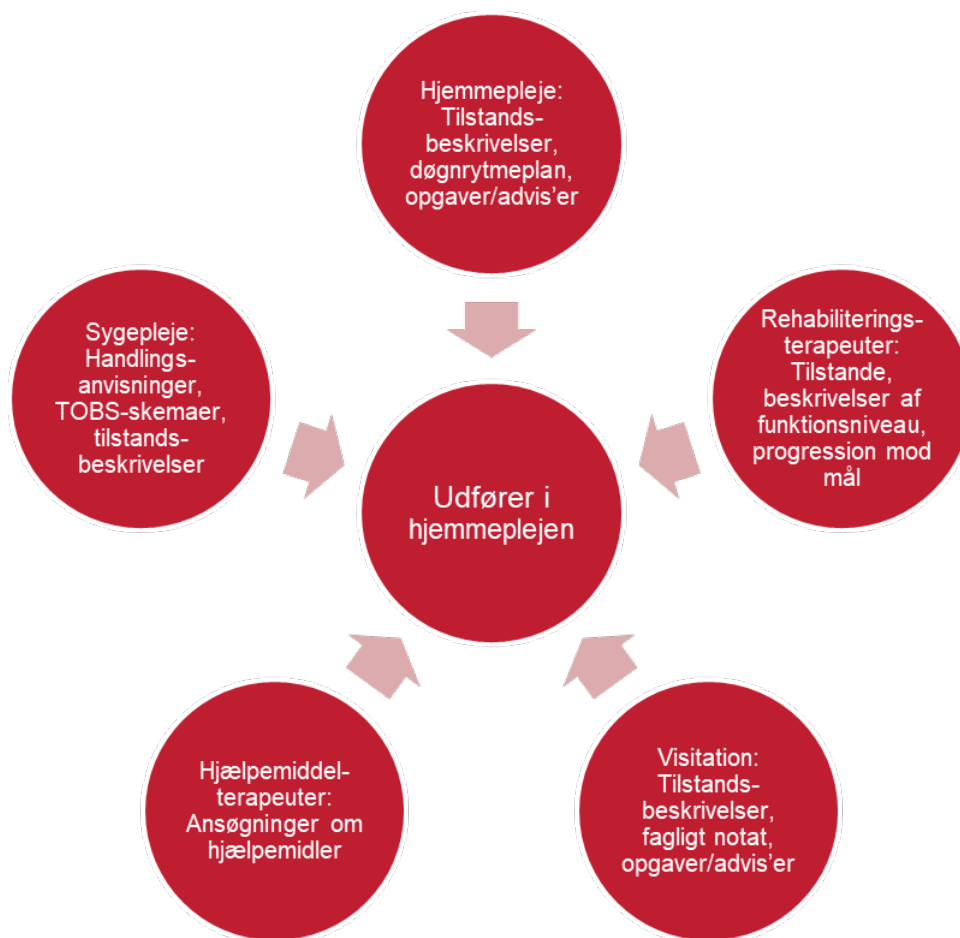 Hjemmepleje:
Tilstands-
beskrivelser,
døgnrytmeplan,
opgaver/advis’er
Sygepleje:
Handlings-
anvisninger,
TOBS-skemaer,
tilstands-
beskrivelser
Rehabiliterings-
terapeuter:
Tilstande,
beskrivelser af
funktionsniveau,
progression mod
mål
Udfører i
hjemmeplejen
Hjælpemiddel-
terapeuter:
Ansøgninger om
hjælpemidler
Visitation:
Tilstands-
beskrivelser,
fagligt notat,
opgaver/advis’er